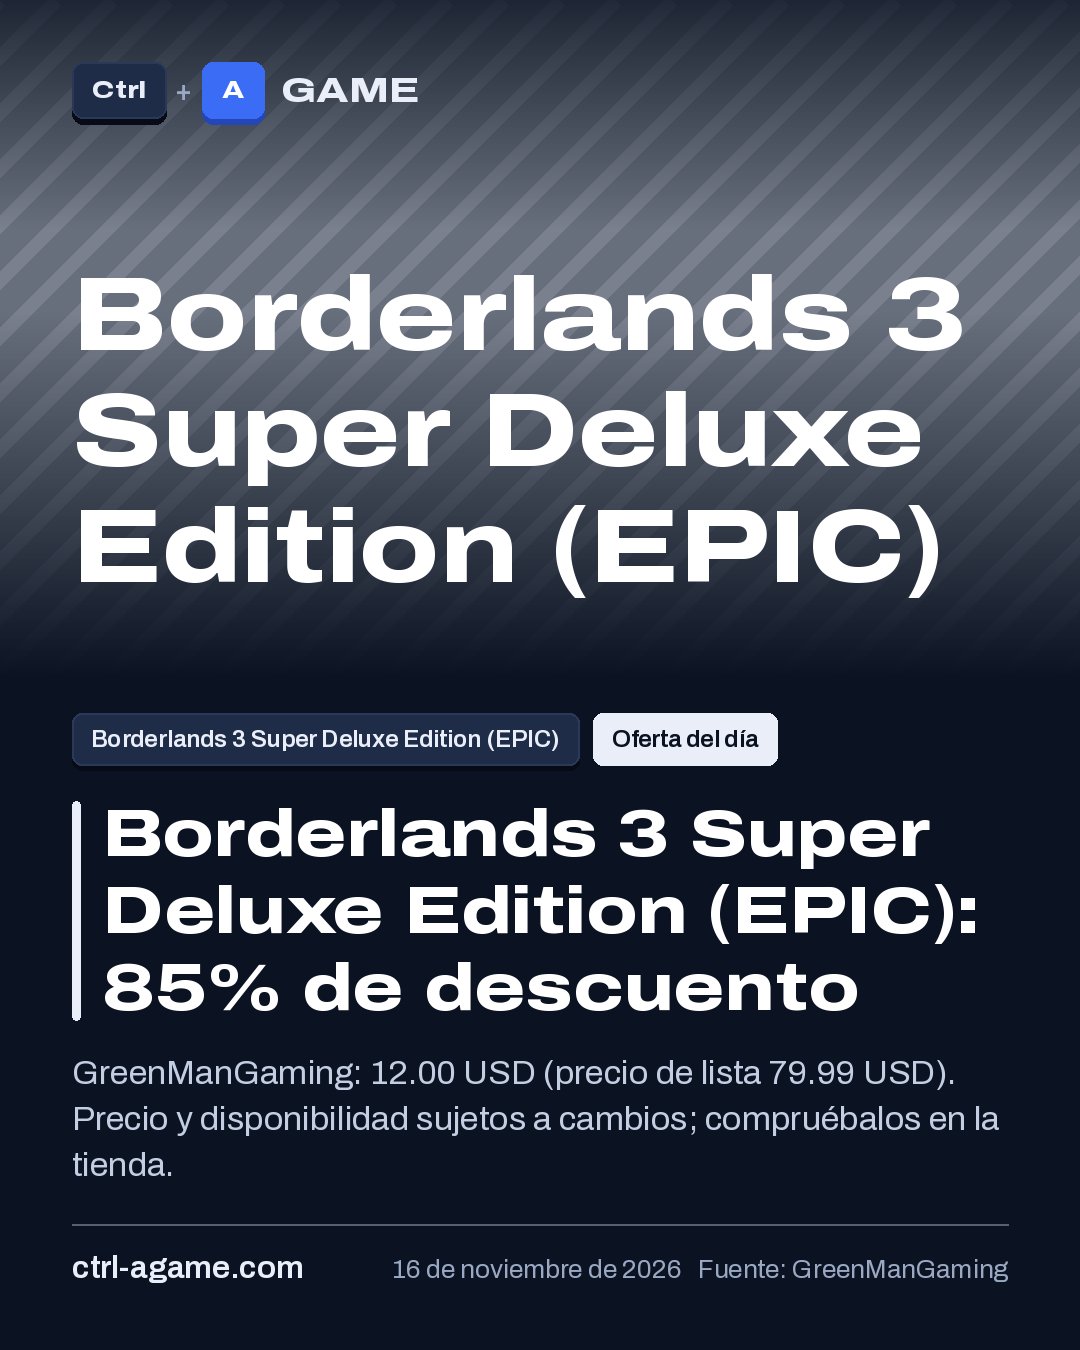 Ctrl + A GAME
Borderlands 3
Super Deluxe
Edition (EPIC)
Borderlands 3 Super Deluxe Edition (EPIC) Oferta del día
Borderlands 3 Super
Deluxe Edition (EPIC):
85% de descuento
GreenManGaming: 12.00 USD (precio de lista 79.99 USD).
Precio y disponibilidad sujetos a cambios; compruébalos en la
tienda.
ctrl-agame.com 16 de noviembre de 2026 Fuente: GreenManGaming